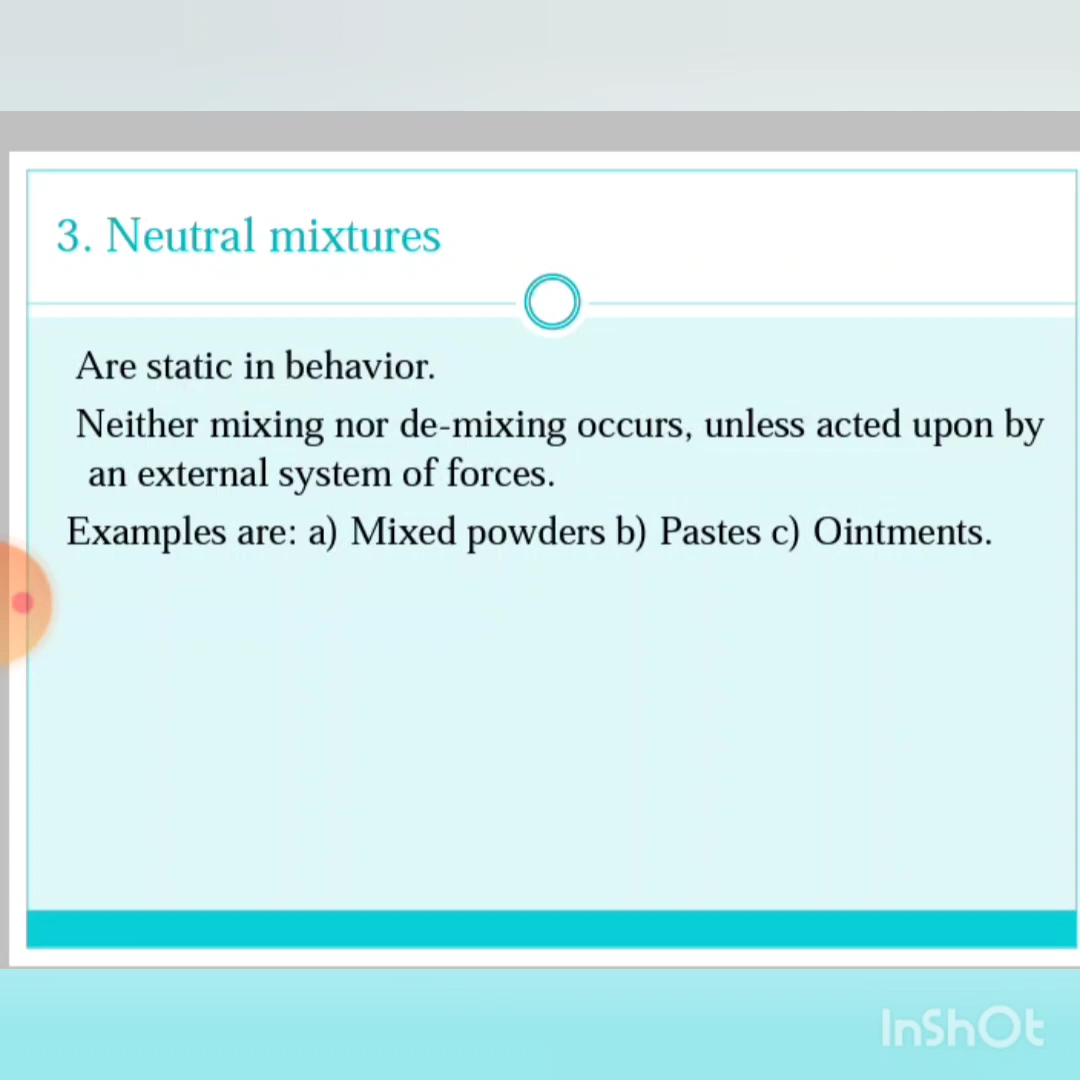 3. Neutral mixtures
Are static in behavior.
Neither mixing nor de-mixing occurs, unless acted upon by
an external system of forces.
Examples are: a) Mixed powders b) Pastes c) Ointments.
InShOt